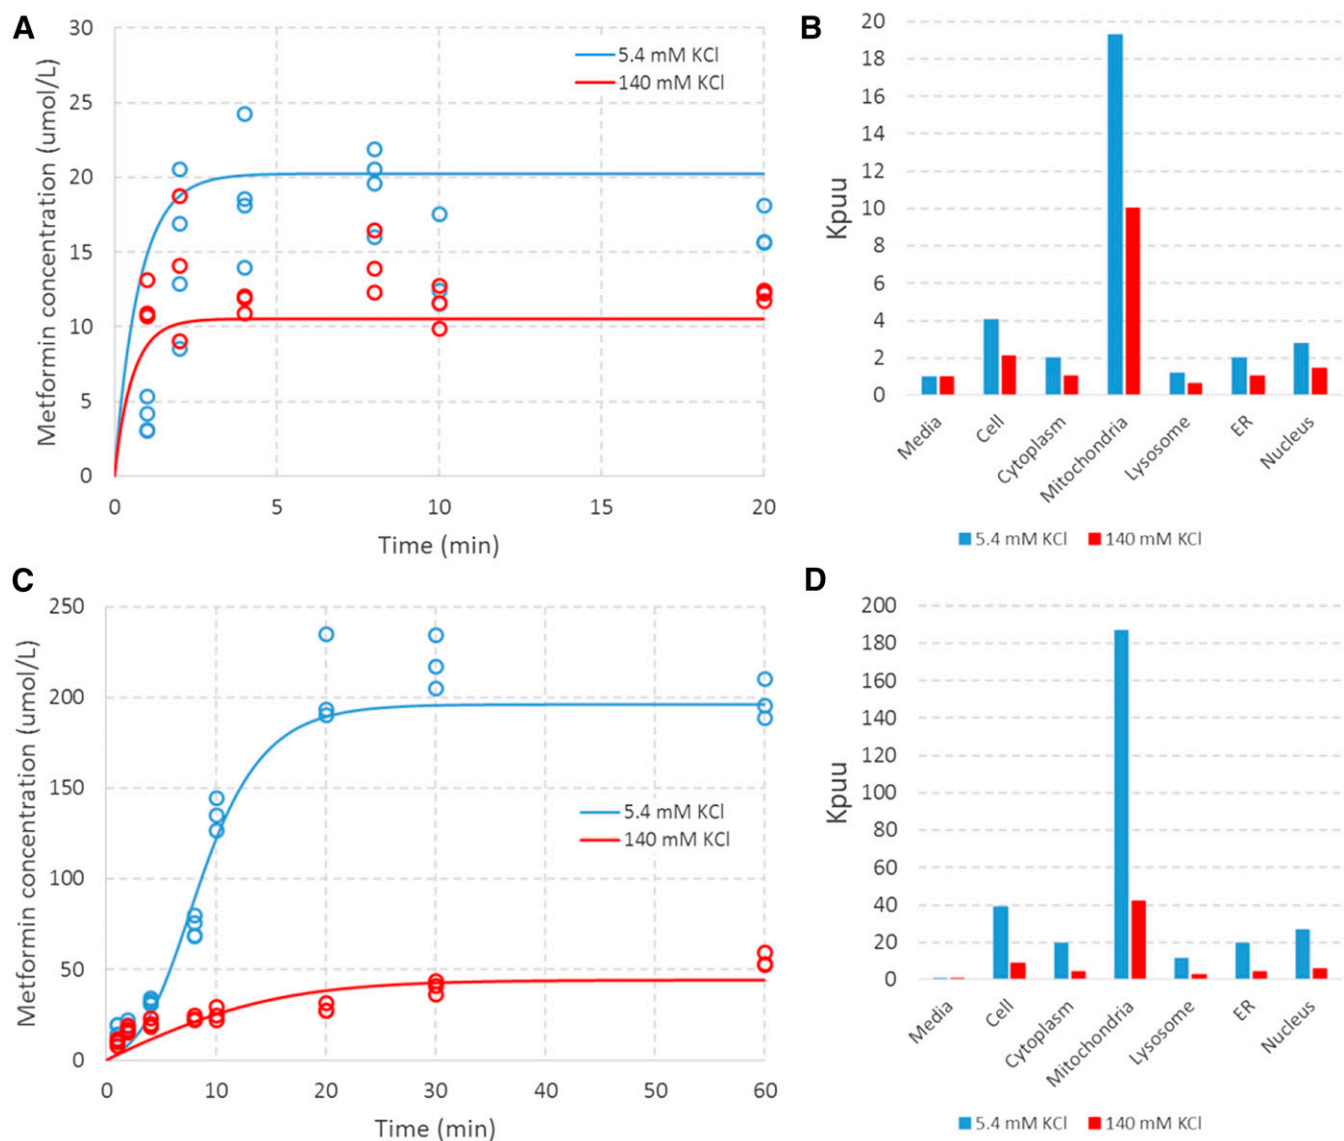 A
Metformin concentration (umol/L)
30
25
20
15
10
5
0
5.4 mM KCl
140 mM KCl
0 5 10 15 20
Time (min)
B
Kpuu
20
18
16
14
12
10
8
6
4
2
0
Media Cell Cytoplasm Mitochondria Lysosome ER Nucleus
5.4 mM KCl 140 mM KCl
C
Metformin concentration (umol/L)
250
200
150
100
50
0
5.4 mM KCl
140 mM KCl
0 10 20 30 40 50 60
Time (min)
D
Kpuu
200
180
160
140
120
100
80
60
40
20
0
Media Cell Cytoplasm Mitochondria Lysosome ER Nucleus
5.4 mM KCl 140 mM KCl